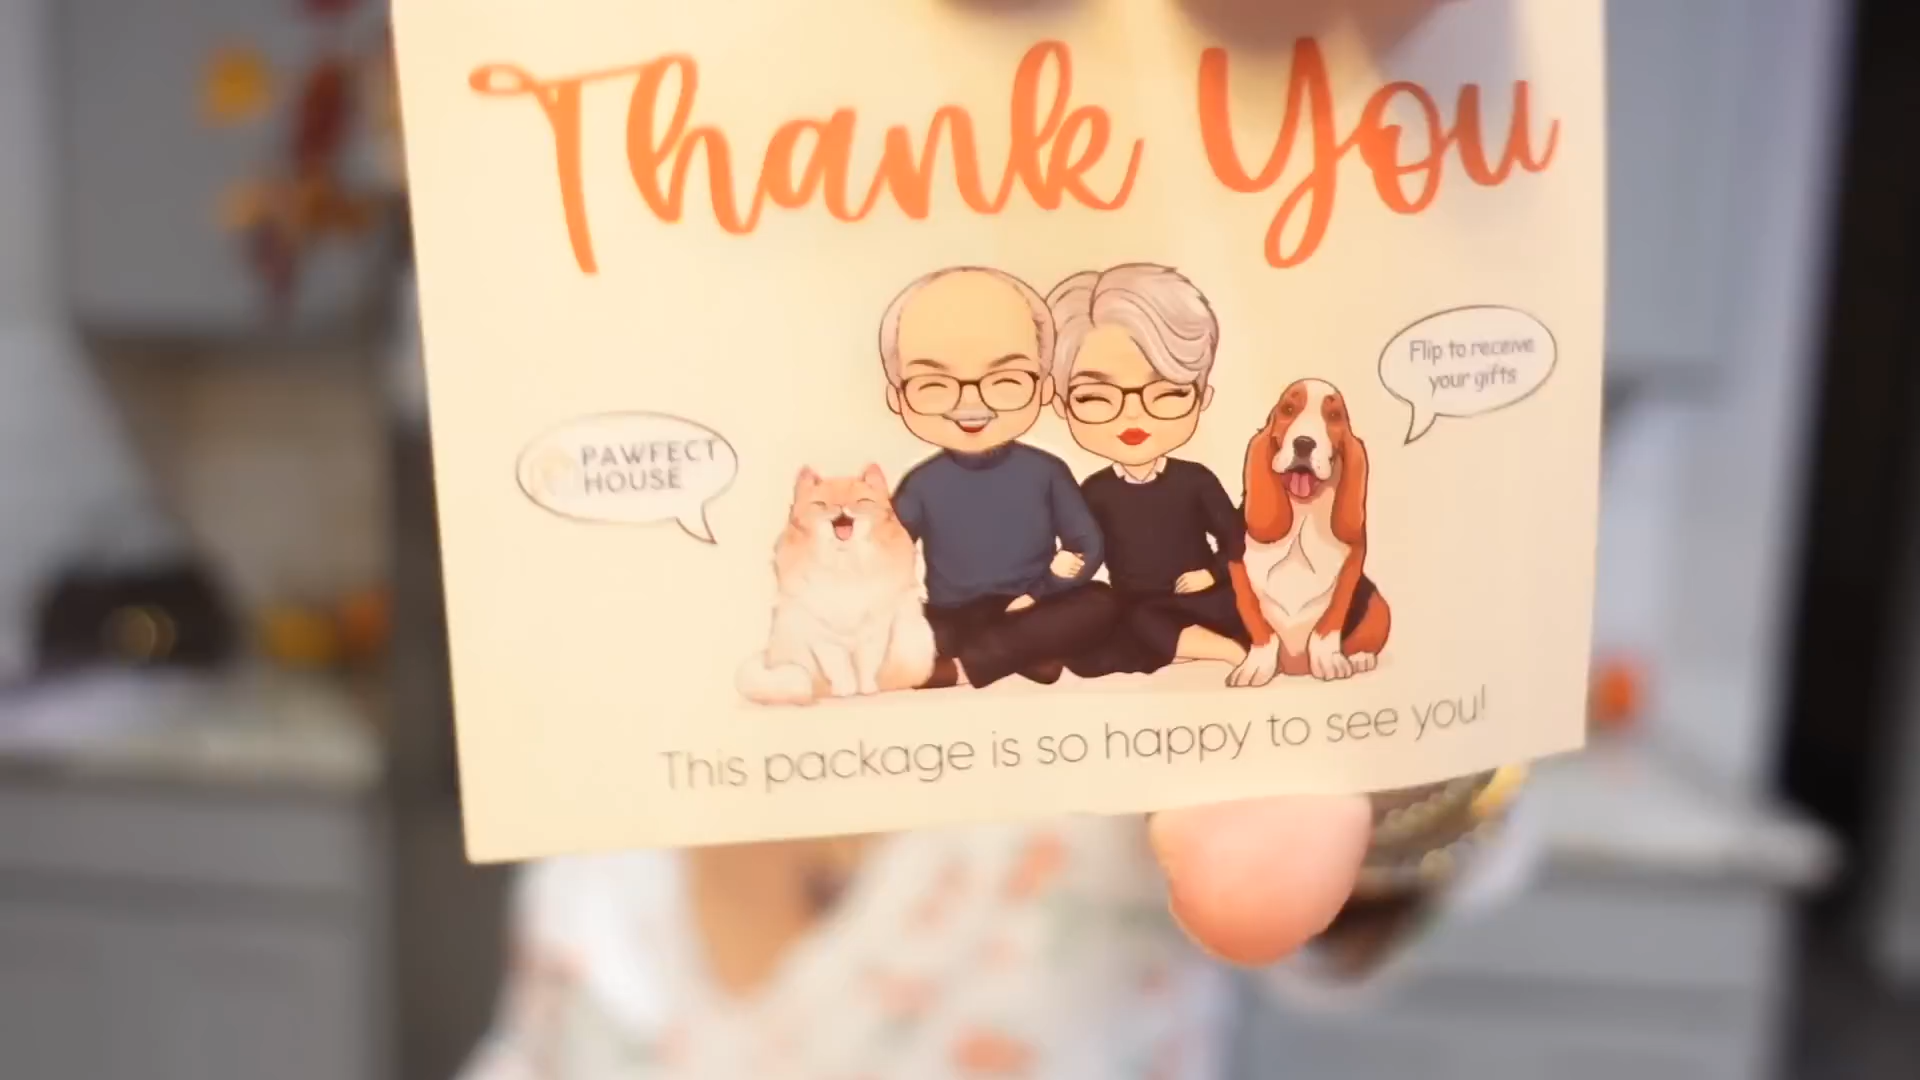 Thank You
Flip to receive
your gifts
PAWFECT
HOUSE
This package is so happy to see you!